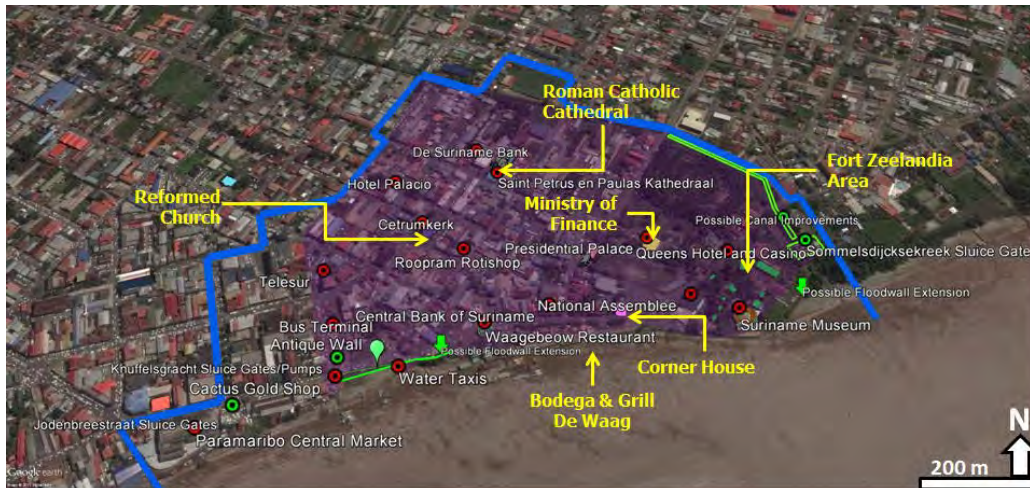 Roman Catholic
Cathedral
De Suriname Bank
Fort Zeelandia
Area
Hotel Palacio
Saint Petrus en Paulas Kathedraal
Reformed
Church
Ministry of
Finance
Cetrumkerk
Possible Canal Improvements
Presidential Palace
Queens Hotel and Casino
Sommelsdijcksekreek Sluice Gate
Roopram Rotishop
Telesur
Possible Floodwall Extension
National Assemblee
Central Bank of Suriname
Suriname Museum
Bus Terminal
Waagebeow Restaurant
Antique Wall
Possible Floodwall Extension
Corner House
Knuffelsgracht Sluice Gates/Pumps
Water Taxis
Cactus Gold Shop
Bodega & Grill
De Waag
Jodenbreestraat Sluice Gates
Paramaribo Central Market
N
200 m
Google earth